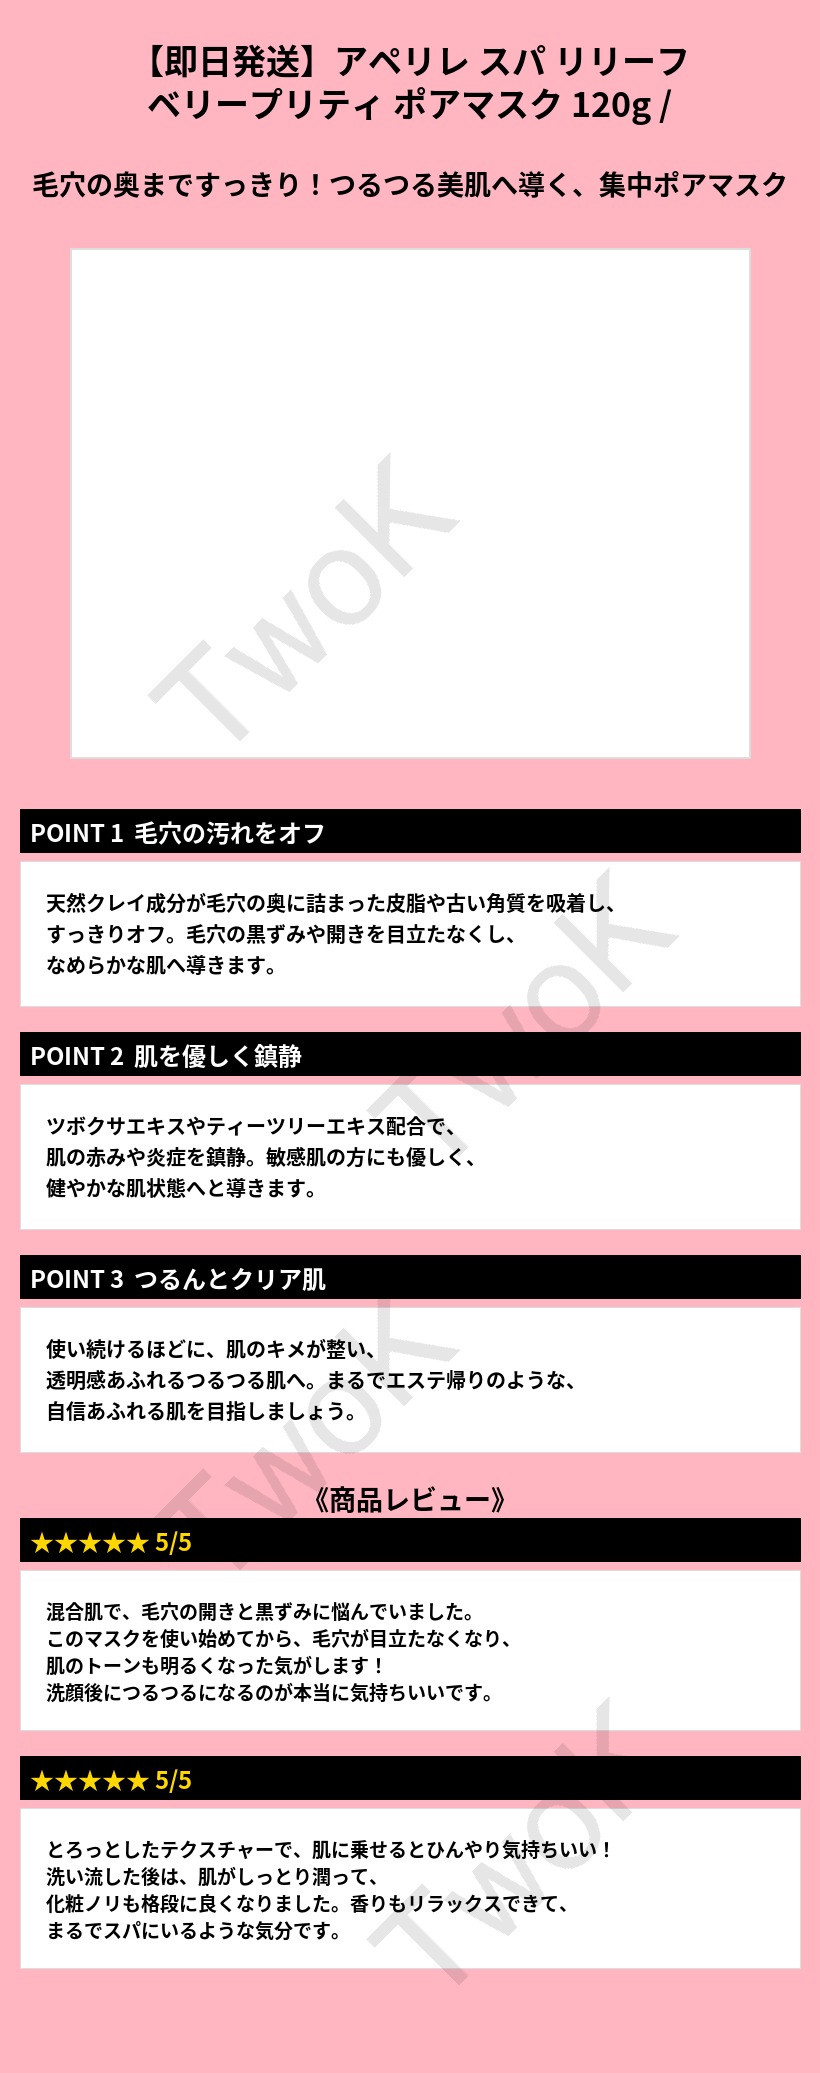 【即日発送】アペリレ スパ リリーフ
ベリープリティ ポアマスク 120g /
毛穴の奥まですっきり！つるつる美肌へ導く、集中ポアマスク
TwoK
POINT 1 毛穴の汚れをオフ
天然クレイ成分が毛穴の奥に詰まった皮脂や古い角質を吸着し、
すっきりオフ。毛穴の黒ずみや開きを目立たなくし、
なめらかな肌へ導きます。
TwoK
POINT 2 肌を優しく鎮静
ツボクサエキスやティーツリーエキス配合で、
肌の赤みや炎症を鎮静。敏感肌の方にも優しく、
健やかな肌状態へと導きます。
POINT 3 つるんとクリア肌
使い続けるほどに、肌のキメが整い、
透明感あふれるつるつる肌へ。まるでエステ帰りのような、
自信あふれる肌を目指しましょう。
TwoK
《商品レビュー》
★★★★★ 5/5
混合肌で、毛穴の開きと黒ずみに悩んでいました。
このマスクを使い始めてから、毛穴が目立たなくなり、
肌のトーンも明るくなった気がします！
洗顔後につるつるになるのが本当に気持ちいいです。
★★★★★ 5/5
とろっとしたテクスチャーで、肌に乗せるとひんやり気持ちいい！
洗い流した後は、肌がしっとり潤って、
化粧ノリも格段に良くなりました。香りもリラックスできて、
まるでスパにいるような気分です。
TwoK